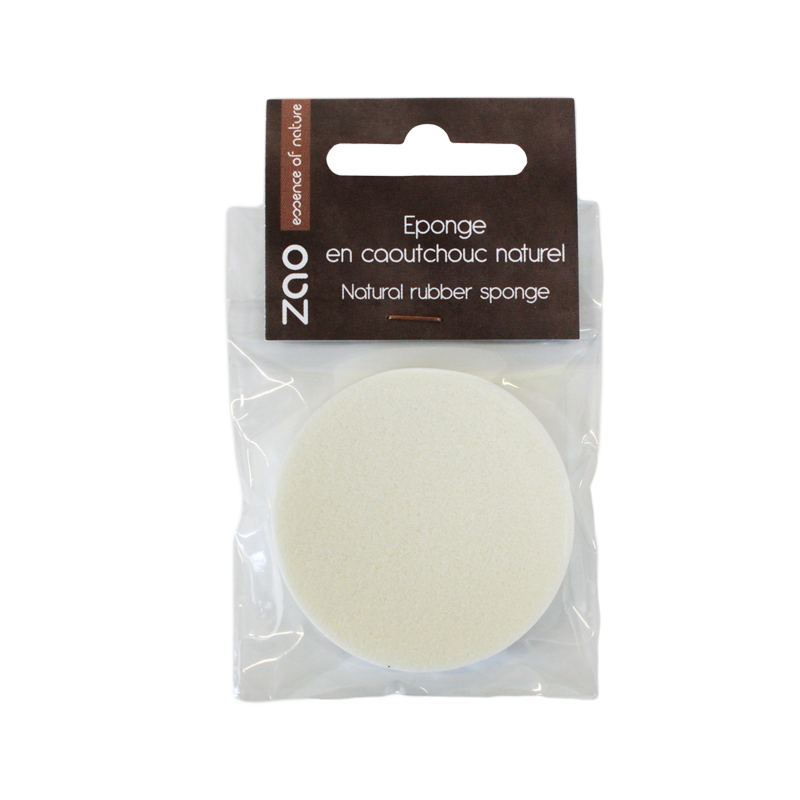 zao
essence of nature
Eponge
en caoutchouc naturel
Natural rubber sponge